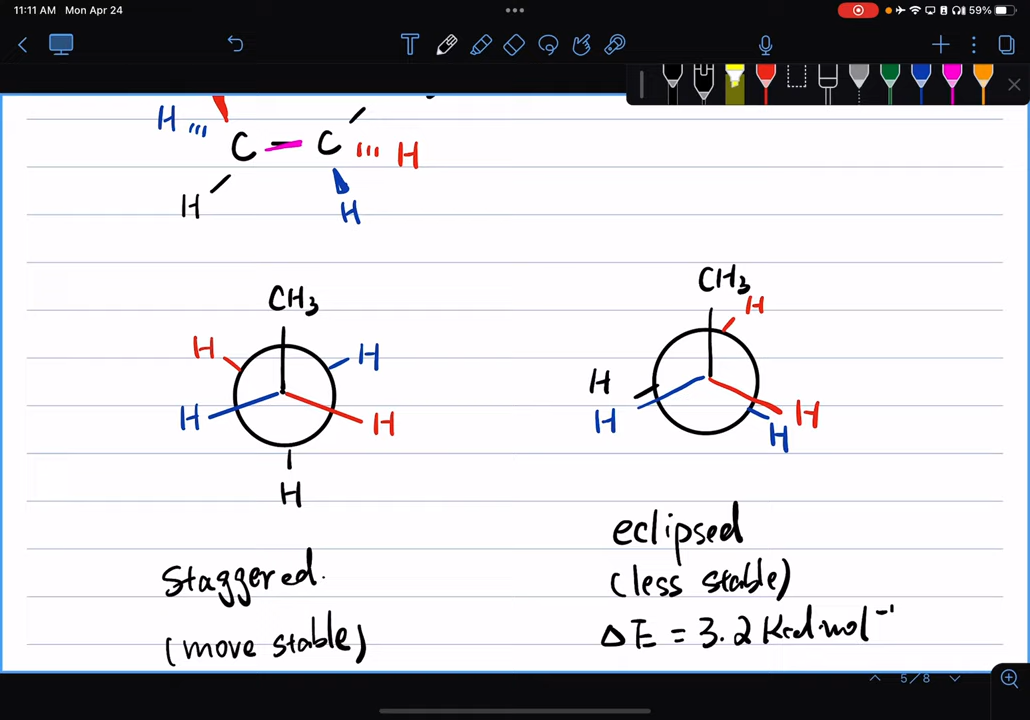 11:11 AM Mon Apr 24
59%
T
H
C C H
H H
CH3
H H
H H
H
CH3
H
H
H H
H
staggered.
(move stable)
eclipsed
(less stable)
ΔE = 3.2 Kcal mol⁻¹
5/8